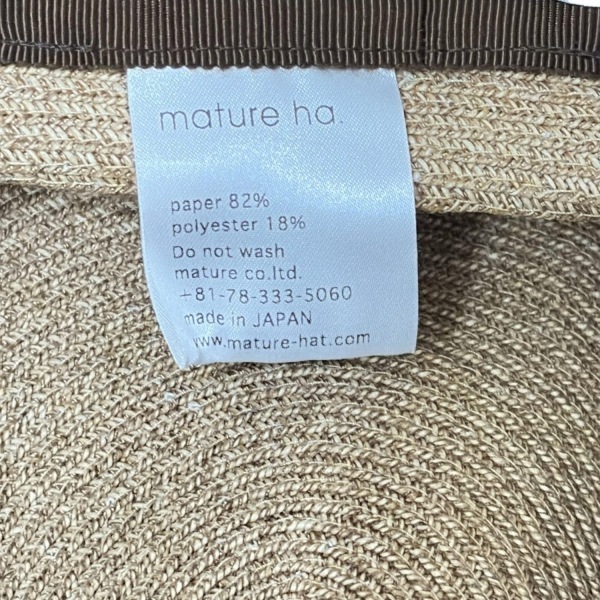 mature ha.
paper 82%
polyester 18%
Do not wash
mature co.ltd.
+81-78-333-5060
made in JAPAN
www.mature-hat.com